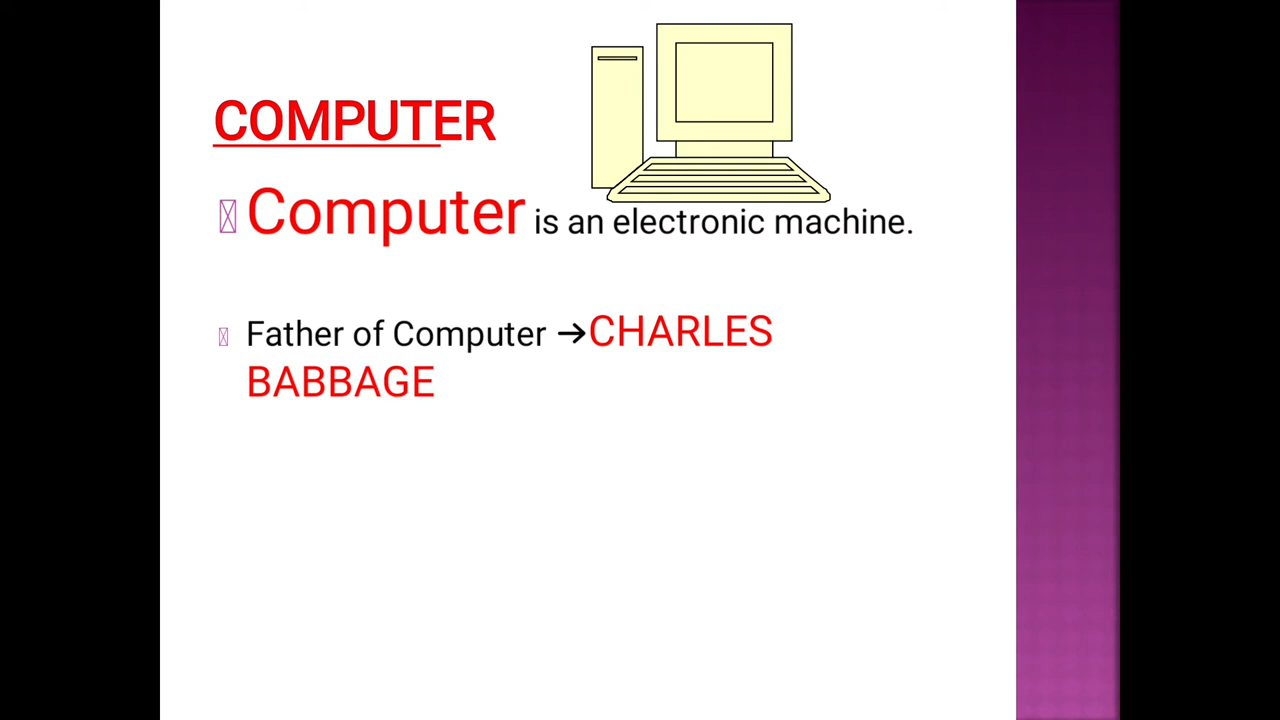 COMPUTER
Computer is an electronic machine.
Father of Computer →CHARLES
BABBAGE